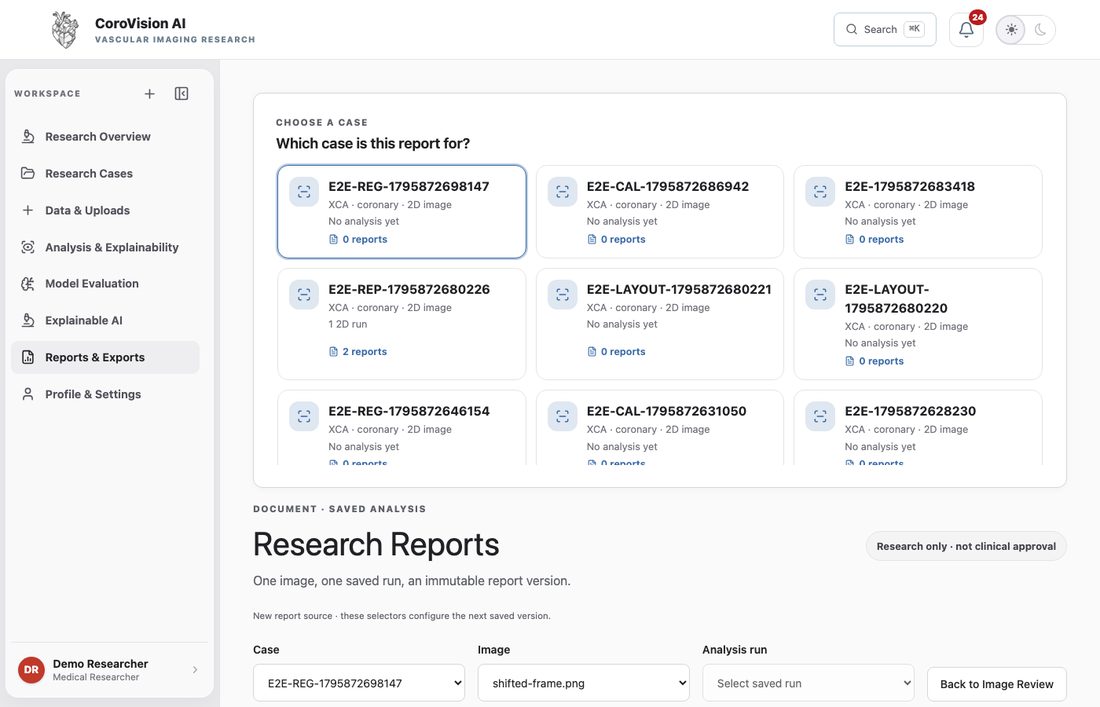 CoroVision AI
VASCULAR IMAGING RESEARCH
Search ⌘K
24
WORKSPACE
Research Overview
Research Cases
Data & Uploads
Analysis & Explainability
Model Evaluation
Explainable AI
Reports & Exports
Profile & Settings
DR
Demo Researcher
Medical Researcher
CHOOSE A CASE
Which case is this report for?
E2E-REG-1795872698147
XCA · coronary · 2D image
No analysis yet
0 reports
E2E-CAL-1795872686942
XCA · coronary · 2D image
No analysis yet
0 reports
E2E-1795872683418
XCA · coronary · 2D image
No analysis yet
0 reports
E2E-REP-1795872680226
XCA · coronary · 2D image
1 2D run
2 reports
E2E-LAYOUT-1795872680221
XCA · coronary · 2D image
No analysis yet
0 reports
E2E-LAYOUT-
1795872680220
XCA · coronary · 2D image
No analysis yet
0 reports
E2E-REG-1795872646154
XCA · coronary · 2D image
No analysis yet
0 reports
E2E-CAL-1795872631050
XCA · coronary · 2D image
No analysis yet
0 reports
E2E-1795872628230
XCA · coronary · 2D image
No analysis yet
0 reports
DOCUMENT · SAVED ANALYSIS
Research Reports
Research only · not clinical approval
One image, one saved run, an immutable report version.
New report source · these selectors configure the next saved version.
Case
E2E-REG-1795872698147
Image
shifted-frame.png
Analysis run
Select saved run
Back to Image Review